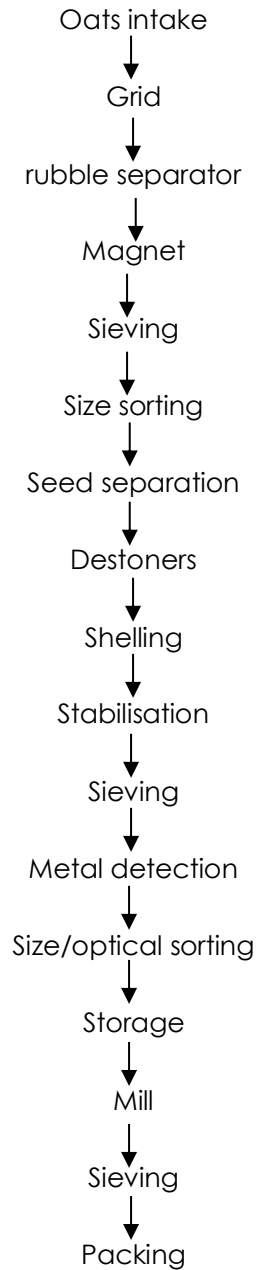 Oats intake
Grid
rubble separator
Magnet
Sieving
Size sorting
Seed separation
Destoners
Shelling
Stabilisation
Sieving
Metal detection
Size/optical sorting
Storage
Mill
Sieving
Packing